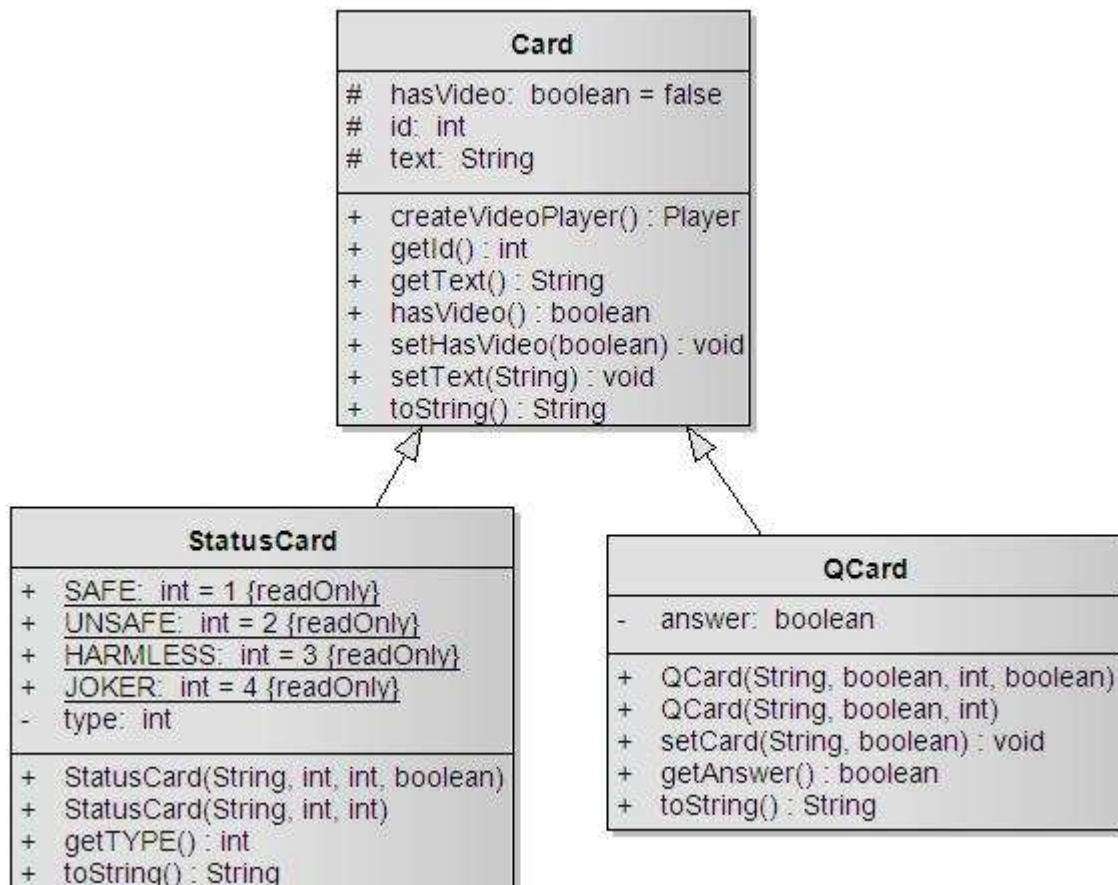 Card
# hasVideo: boolean = false
# id: int
# text: String
+ createVideoPlayer() : Player
+ getId() : int
+ getText() : String
+ hasVideo() : boolean
+ setHasVideo(boolean) : void
+ setText(String) : void
+ toString() : String
StatusCard
+ SAFE: int = 1 {readOnly}
+ UNSAFE: int = 2 {readOnly}
+ HARMLESS: int = 3 {readOnly}
+ JOKER: int = 4 {readOnly}
- type: int
+ StatusCard(String, int, int, boolean)
+ StatusCard(String, int, int)
+ getTYPE() : int
+ toString() : String
QCard
- answer: boolean
+ QCard(String, boolean, int, boolean)
+ QCard(String, boolean, int)
+ setCard(String, boolean) : void
+ getAnswer() : boolean
+ toString() : String